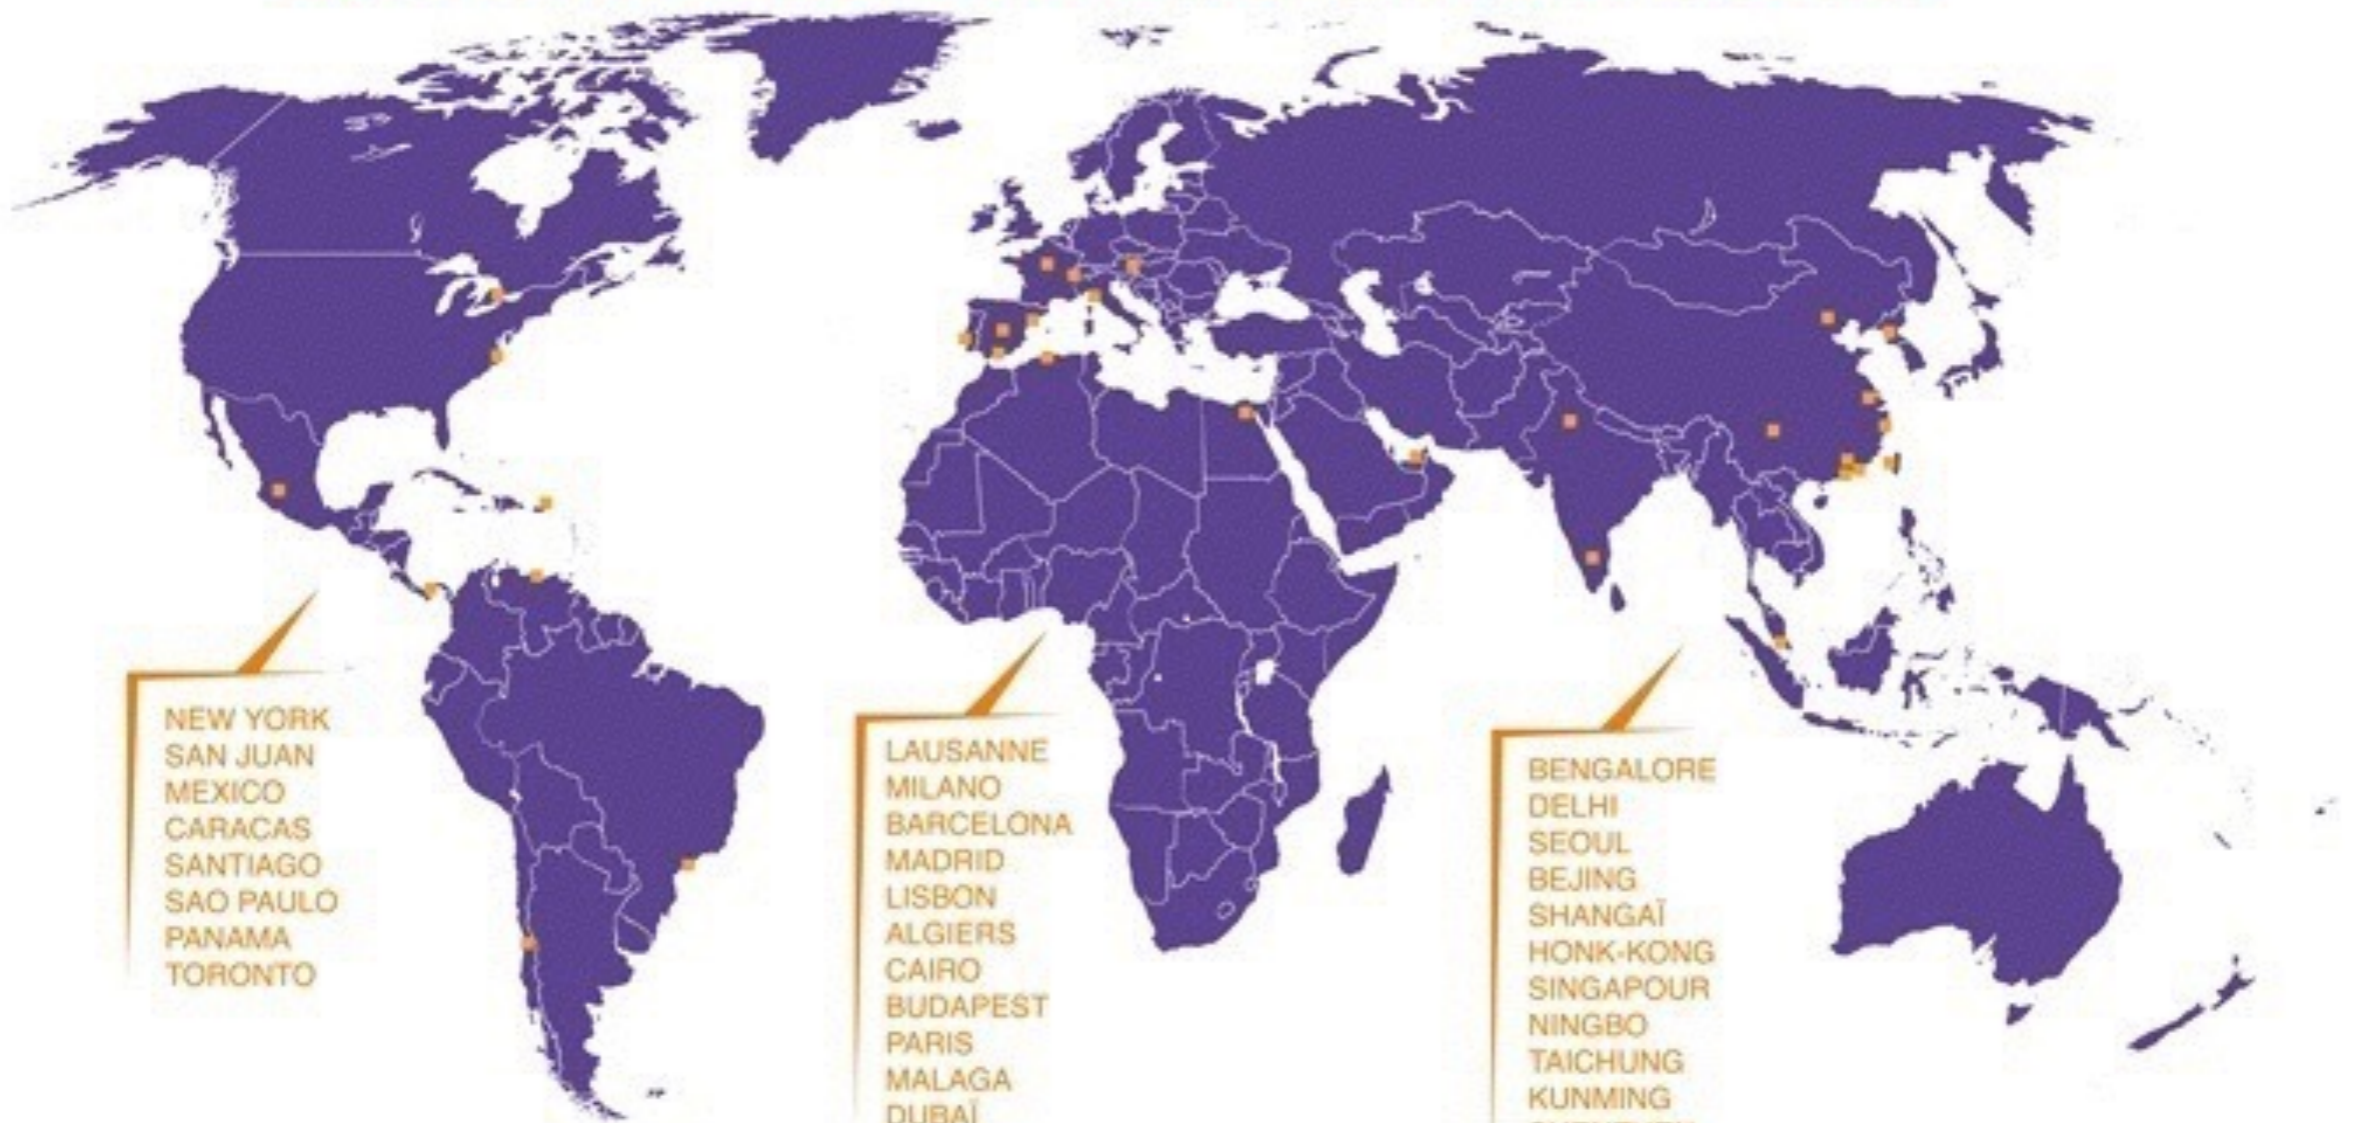 NEW YORK
SAN JUAN
MEXICO
CARACAS
SANTIAGO
SAO PAULO
PANAMA
TORONTO
LAUSANNE
MILANO
BARCELONA
MADRID
LISBON
ALGIERS
CAIRO
BUDAPEST
PARIS
MALAGA
DUBAÏ
BENGALORE
DELHI
SEOUL
BEJING
SHANGAÏ
HONK-KONG
SINGAPOUR
NINGBO
TAICHUNG
KUNMING